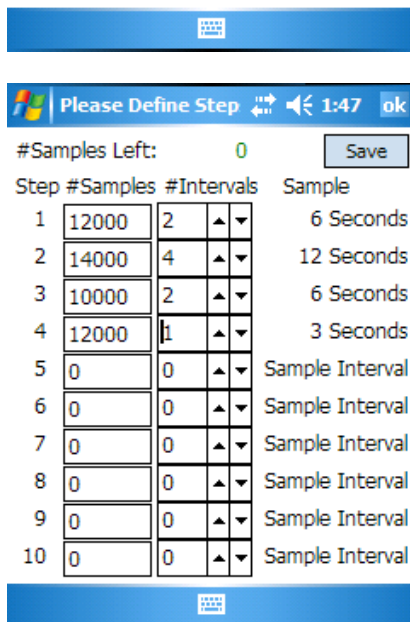 Please Define Step 1:47 ok
#Samples Left: 0 Save
Step #Samples #Intervals Sample
1 12000 2 6 Seconds
2 14000 4 12 Seconds
3 10000 2 6 Seconds
4 12000 1 3 Seconds
5 0 0 Sample Interval
6 0 0 Sample Interval
7 0 0 Sample Interval
8 0 0 Sample Interval
9 0 0 Sample Interval
10 0 0 Sample Interval